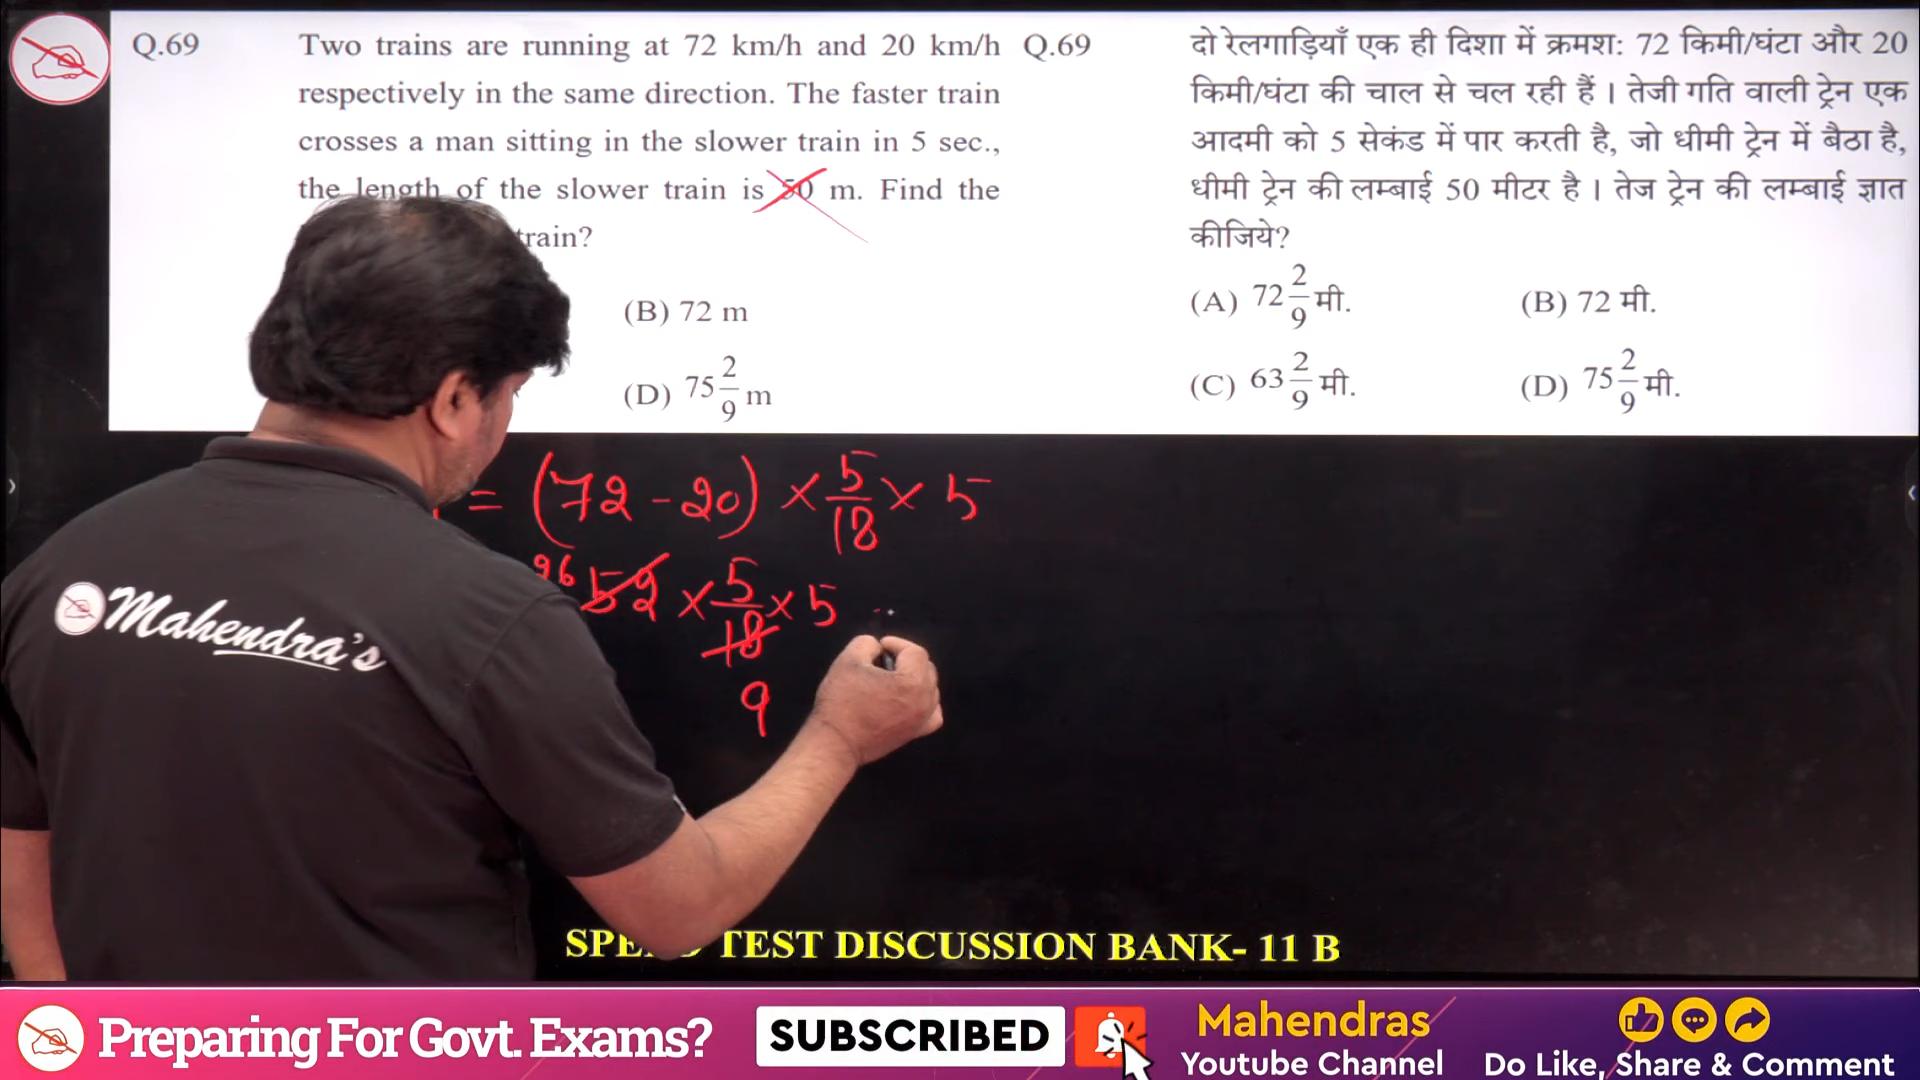 Q.69
Two trains are running at 72 km/h and 20 km/h
respectively in the same direction. The faster train
crosses a man sitting in the slower train in 5 sec.,
the length of the slower train is 50 m. Find the
train?
(B) 72 m
(D) 75 2/9 m
Q.69
दो रेलगाड़ियाँ एक ही दिशा में क्रमश: 72 किमी/घंटा और 20
किमी/घंटा की चाल से चल रही हैं । तेजी गति वाली ट्रेन एक
आदमी को 5 सेकंड में पार करती है, जो धीमी ट्रेन में बैठा है,
धीमी ट्रेन की लम्बाई 50 मीटर है । तेज ट्रेन की लम्बाई ज्ञात
कीजिये?
(A) 72 2/9 मी. (B) 72 मी.
(C) 63 2/9 मी. (D) 75 2/9 मी.
= (72 - 20) × 5/18 × 5
26 52 × 5/18 × 5
9
Mahendra's
TEST DISCUSSION BANK- 11 B
Preparing For Govt. Exams?
SUBSCRIBED
Mahendras
Youtube Channel
Do Like, Share & Comment